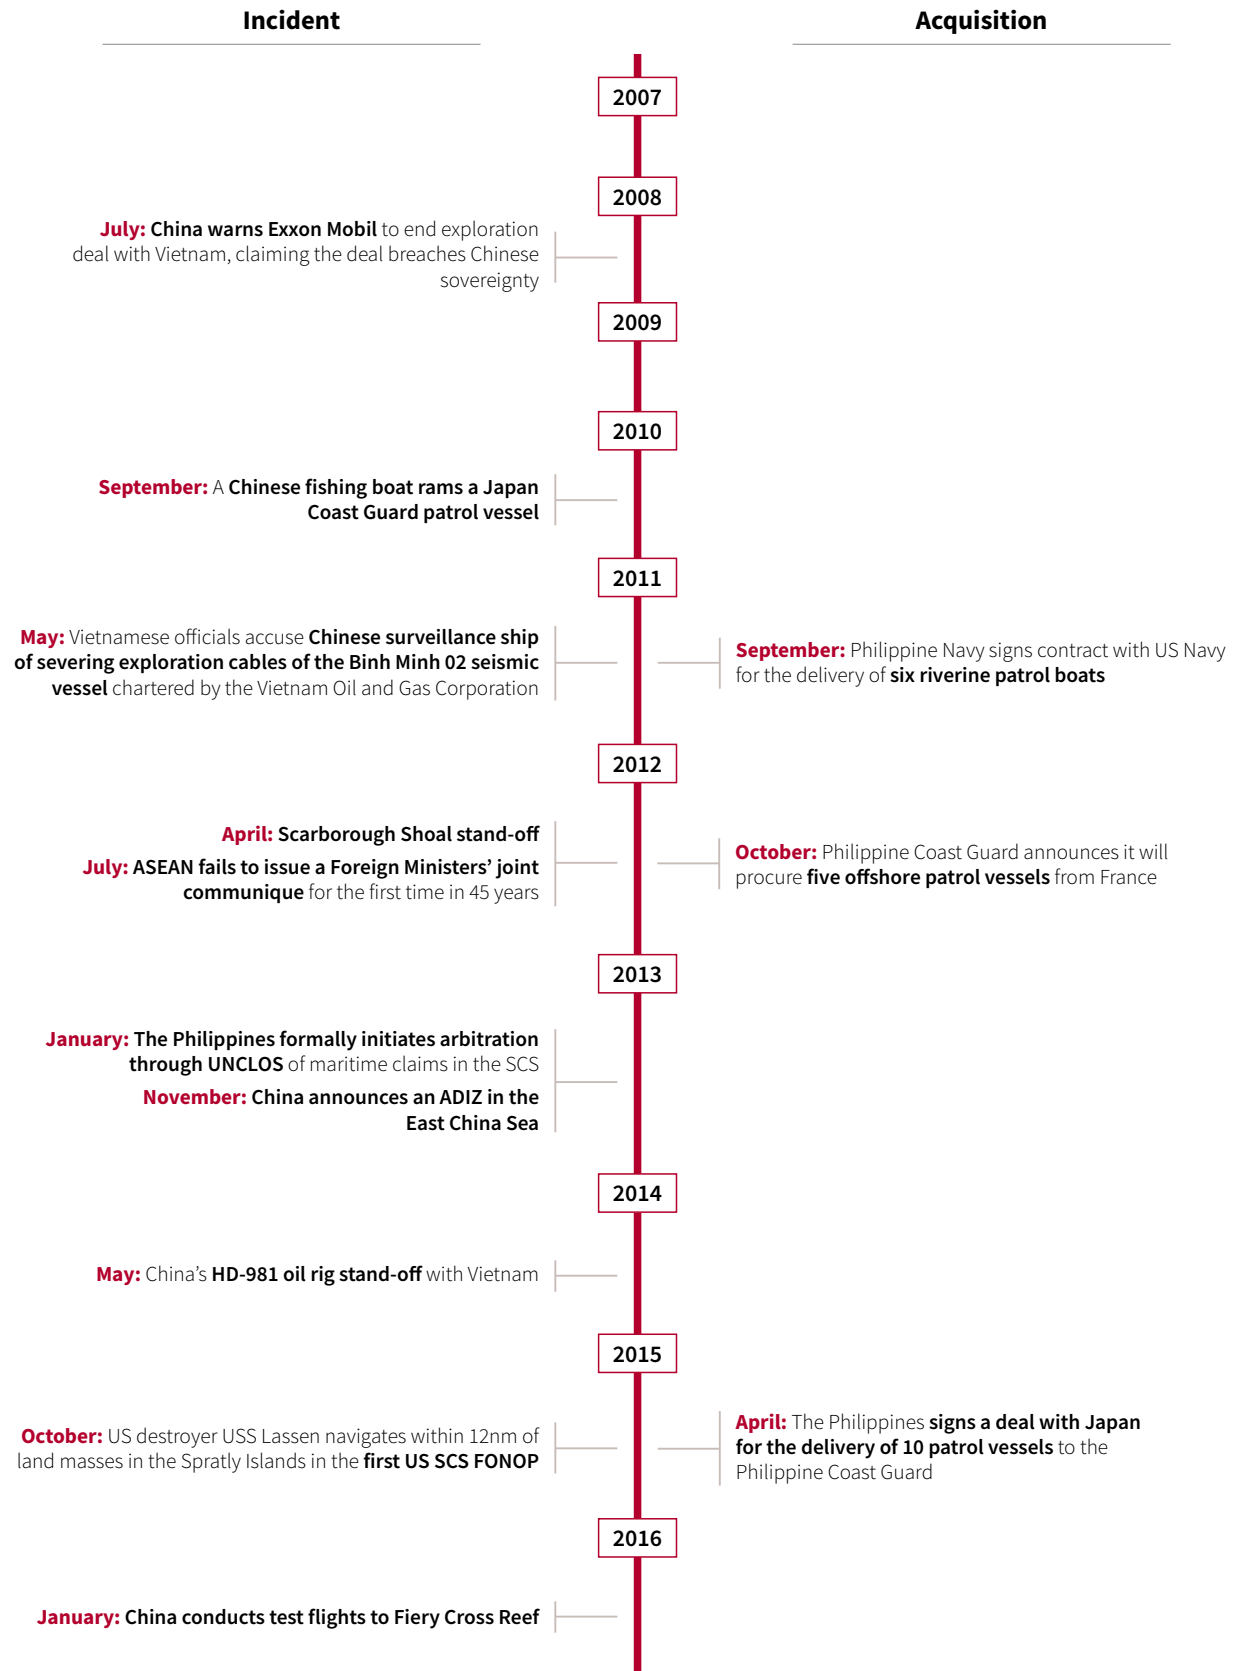 Incident
Acquisition
2007
2008
July: China warns Exxon Mobil to end exploration
deal with Vietnam, claiming the deal breaches Chinese
sovereignty
2009
2010
September: A Chinese fishing boat rams a Japan
Coast Guard patrol vessel
2011
May: Vietnamese officials accuse Chinese surveillance ship
of severing exploration cables of the Binh Minh 02 seismic
vessel chartered by the Vietnam Oil and Gas Corporation
September: Philippine Navy signs contract with US Navy
for the delivery of six riverine patrol boats
2012
April: Scarborough Shoal stand-off
July: ASEAN fails to issue a Foreign Ministers’ joint
communique for the first time in 45 years
October: Philippine Coast Guard announces it will
procure five offshore patrol vessels from France
2013
January: The Philippines formally initiates arbitration
through UNCLOS of maritime claims in the SCS
November: China announces an ADIZ in the
East China Sea
2014
May: China’s HD-981 oil rig stand-off with Vietnam
2015
October: US destroyer USS Lassen navigates within 12nm of
land masses in the Spratly Islands in the first US SCS FONOP
April: The Philippines signs a deal with Japan
for the delivery of 10 patrol vessels to the
Philippine Coast Guard
2016
January: China conducts test flights to Fiery Cross Reef